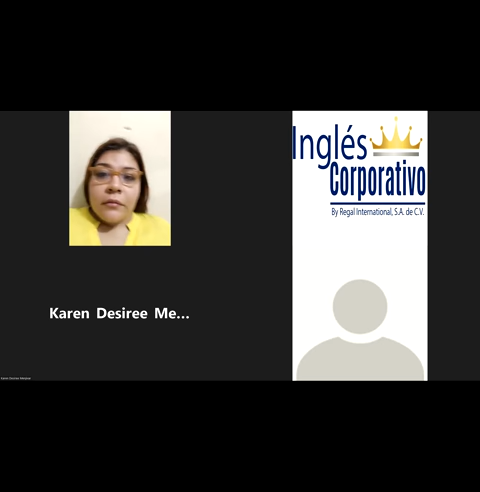 Inglés
Corporativo
By Regal International, S.A. de C.V.
Karen Desiree Me...